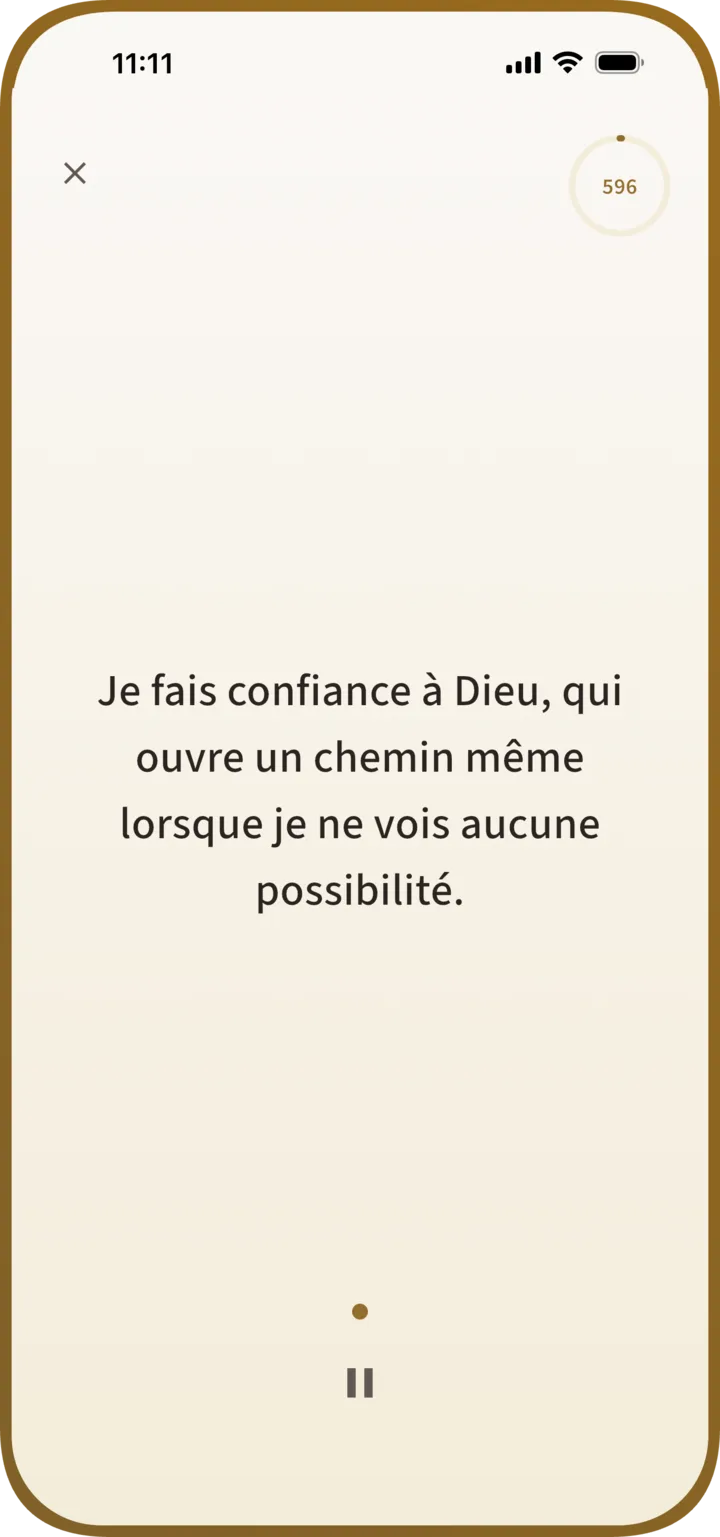 11:11
596
Je fais confiance à Dieu, qui
ouvre un chemin même
lorsque je ne vois aucune
possibilité.